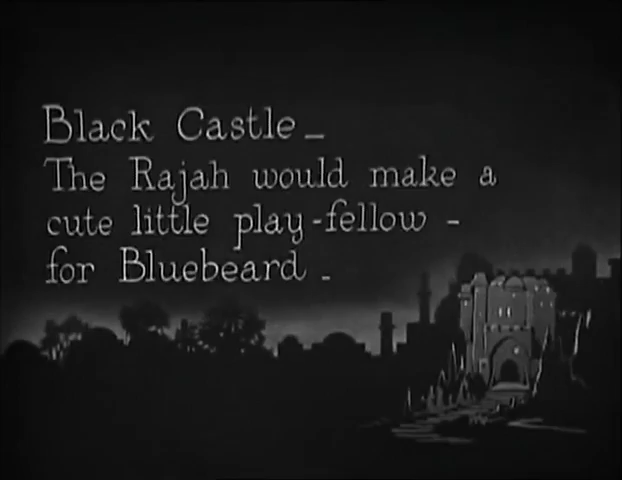 Black Castle –
The Rajah would make a
cute little play-fellow –
for Bluebeard –